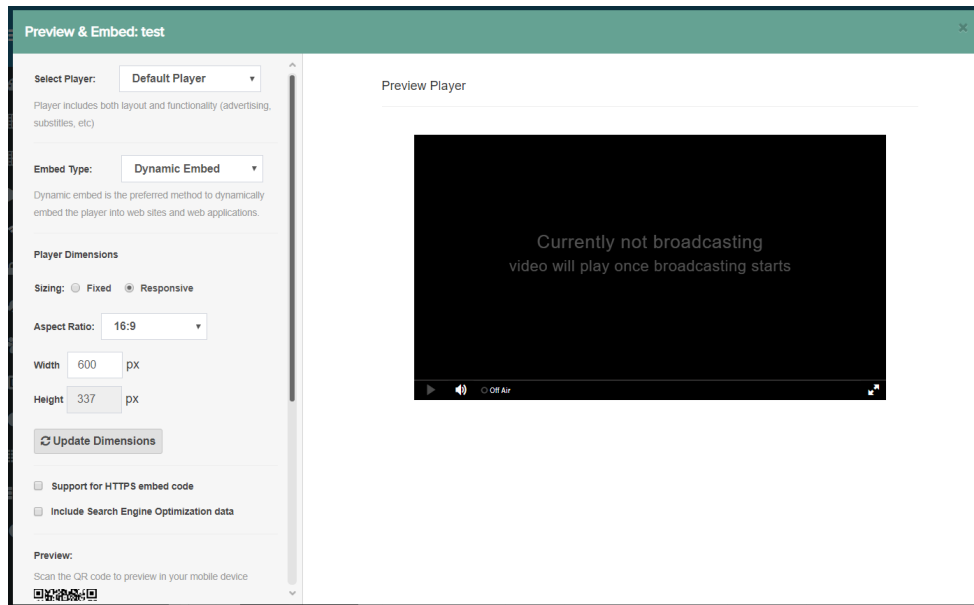 Preview & Embed: test
×
Select Player: Default Player
Player includes both layout and functionality (advertising,
substitles, etc)
Embed Type: Dynamic Embed
Dynamic embed is the preferred method to dynamically
embed the player into web sites and web applications.
Player Dimensions
Sizing: Fixed Responsive
Aspect Ratio: 16:9
Width 600 px
Height 337 px
Update Dimensions
Support for HTTPS embed code
Include Search Engine Optimization data
Preview:
Scan the QR code to preview in your mobile device
Preview Player
Currently not broadcasting
video will play once broadcasting starts
Off Air